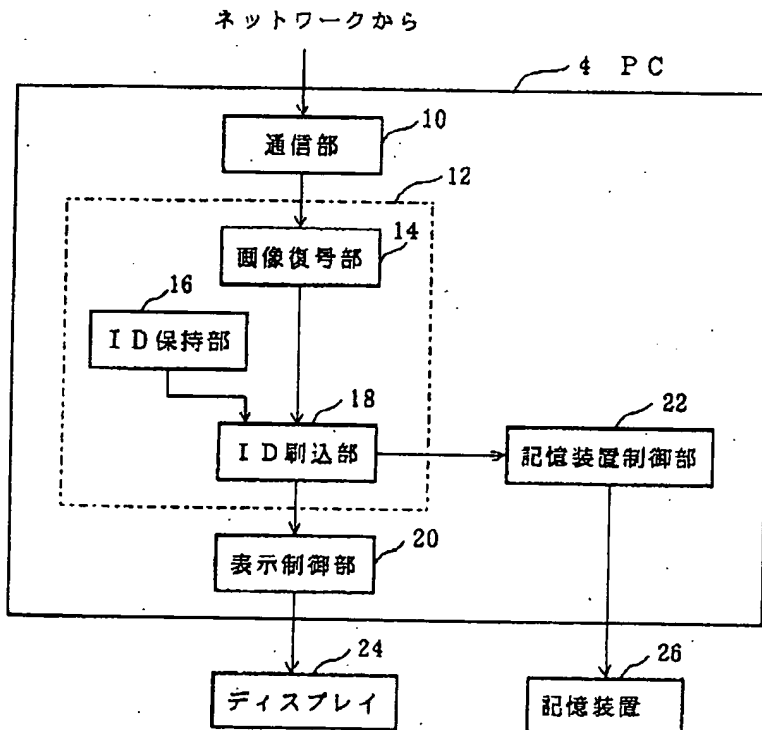 ネットワークから
4 PC
通信部
10
12
画像復号部
14
16
ID保持部
18
ID刷込部
22
記憶装置制御部
表示制御部
20
24
ディスプレイ
26
記憶装置